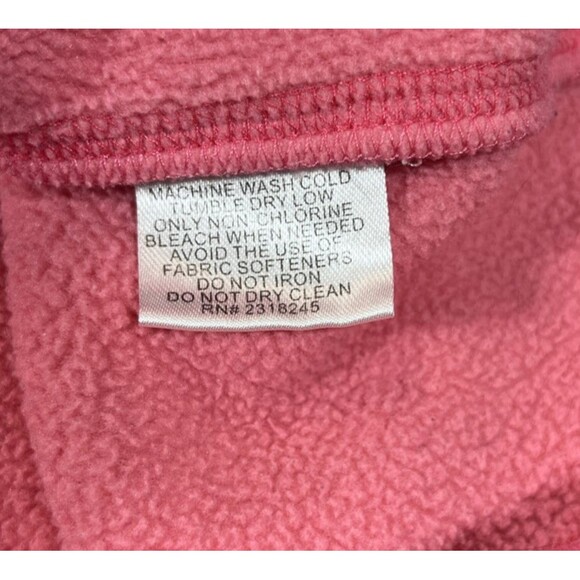 MACHINE WASH COLD
TUMBLE DRY LOW
ONLY NON-CHLORINE
BLEACH WHEN NEEDED
AVOID THE USE OF
FABRIC SOFTENERS
DO NOT IRON
DO NOT DRY CLEAN
RN# 2318245